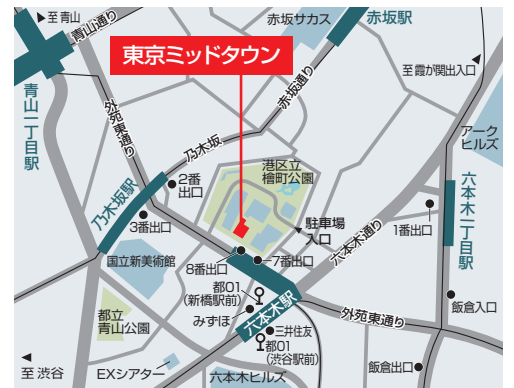 至青山
青山通り
赤坂サカス
赤坂駅
東京ミッドタウン
至霞が関出入口
青山一丁目駅
外苑東通り
赤坂通り
乃木坂
アーク
ヒルズ
港区立
檜町公園
2番
出口
乃木坂駅
六本木一丁目駅
3番出口
駐車場
入口
六本木通り
1番出口
国立新美術館
8番出口
7番出口
都01
(新橋駅前)
六本木駅
外苑東通り
飯倉入口
都立
青山公園
みずほ
三井住友
都01
(渋谷駅前)
至 渋谷
EXシアター
六本木ヒルズ
飯倉出口